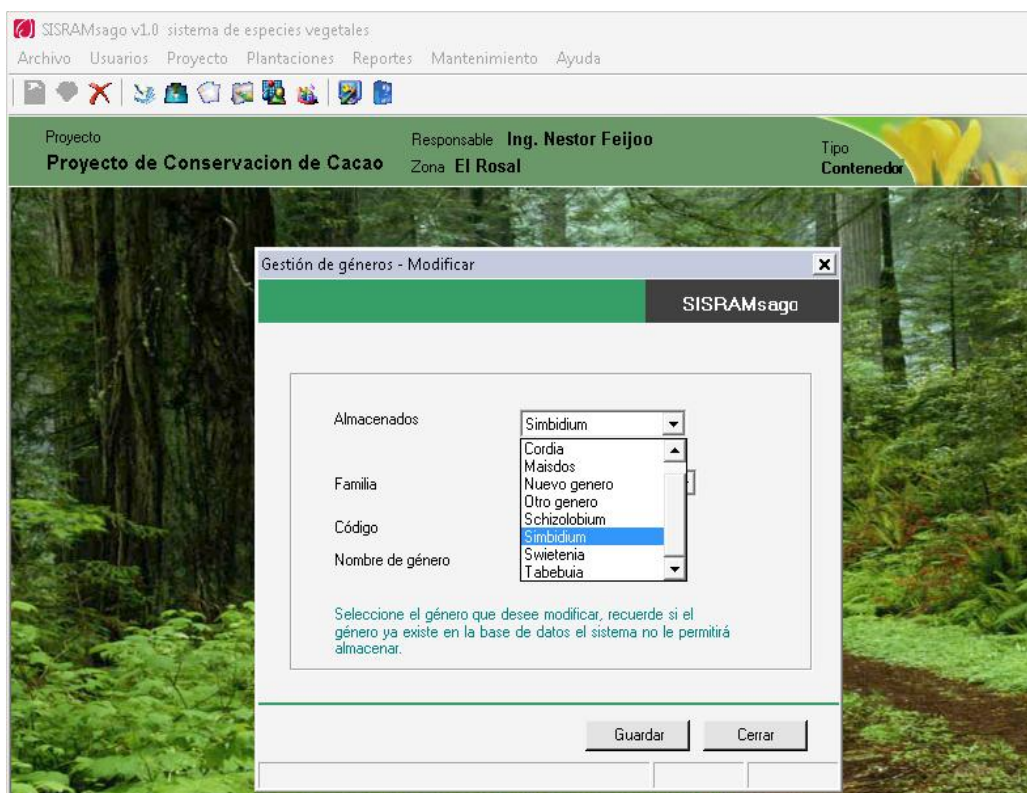 SISRAMsago v1.0 sistema de especies vegetales
Archivo Usuarios Proyecto Plantaciones Reportes Mantenimiento Ayuda
Proyecto
Proyecto de Conservacion de Cacao
Responsable Ing. Nestor Feijoo
Zona El Rosal
Tipo
Contenedor
Gestión de géneros - Modificar
SISRAMsago
Almacenados
Simbidium
Cordia
Maisdos
Nuevo genero
Otro genero
Schizolobium
Simbidium
Swietenia
Tabebuia
Familia
Código
Nombre de género
Seleccione el género que desee modificar, recuerde si el
género ya existe en la base de datos el sistema no le permitirá
almacenar.
Guardar Cerrar